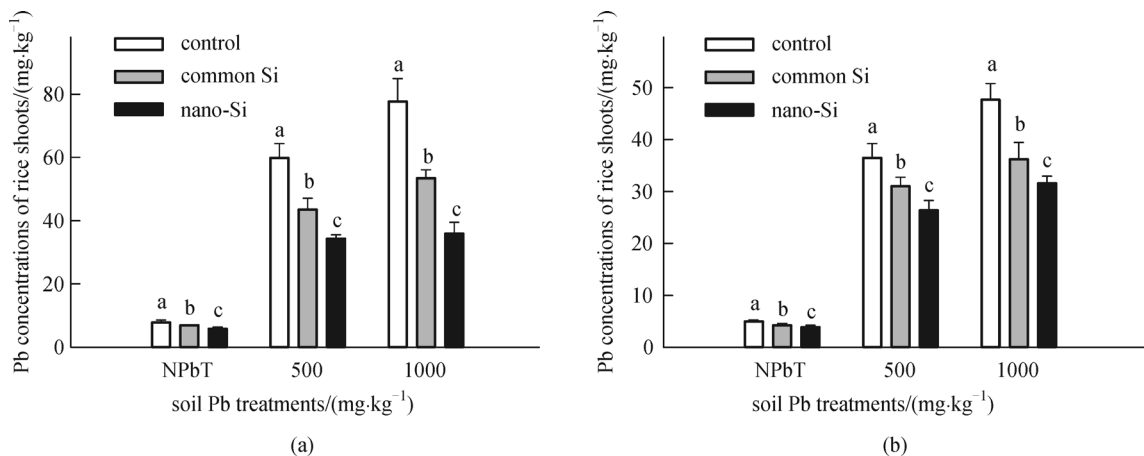 Pb concentrations of rice shoots/(mg·kg⁻¹)
80
60
40
20
0
control
common Si
nano-Si
a
b
c
a
b
c
a
b
c
NPbT
500
1000
soil Pb treatments/(mg·kg⁻¹)
(a)
Pb concentrations of rice shoots/(mg·kg⁻¹)
50
40
30
20
10
0
control
common Si
nano-Si
a
b
c
a
b
c
a
b
c
NPbT
500
1000
soil Pb treatments/(mg·kg⁻¹)
(b)